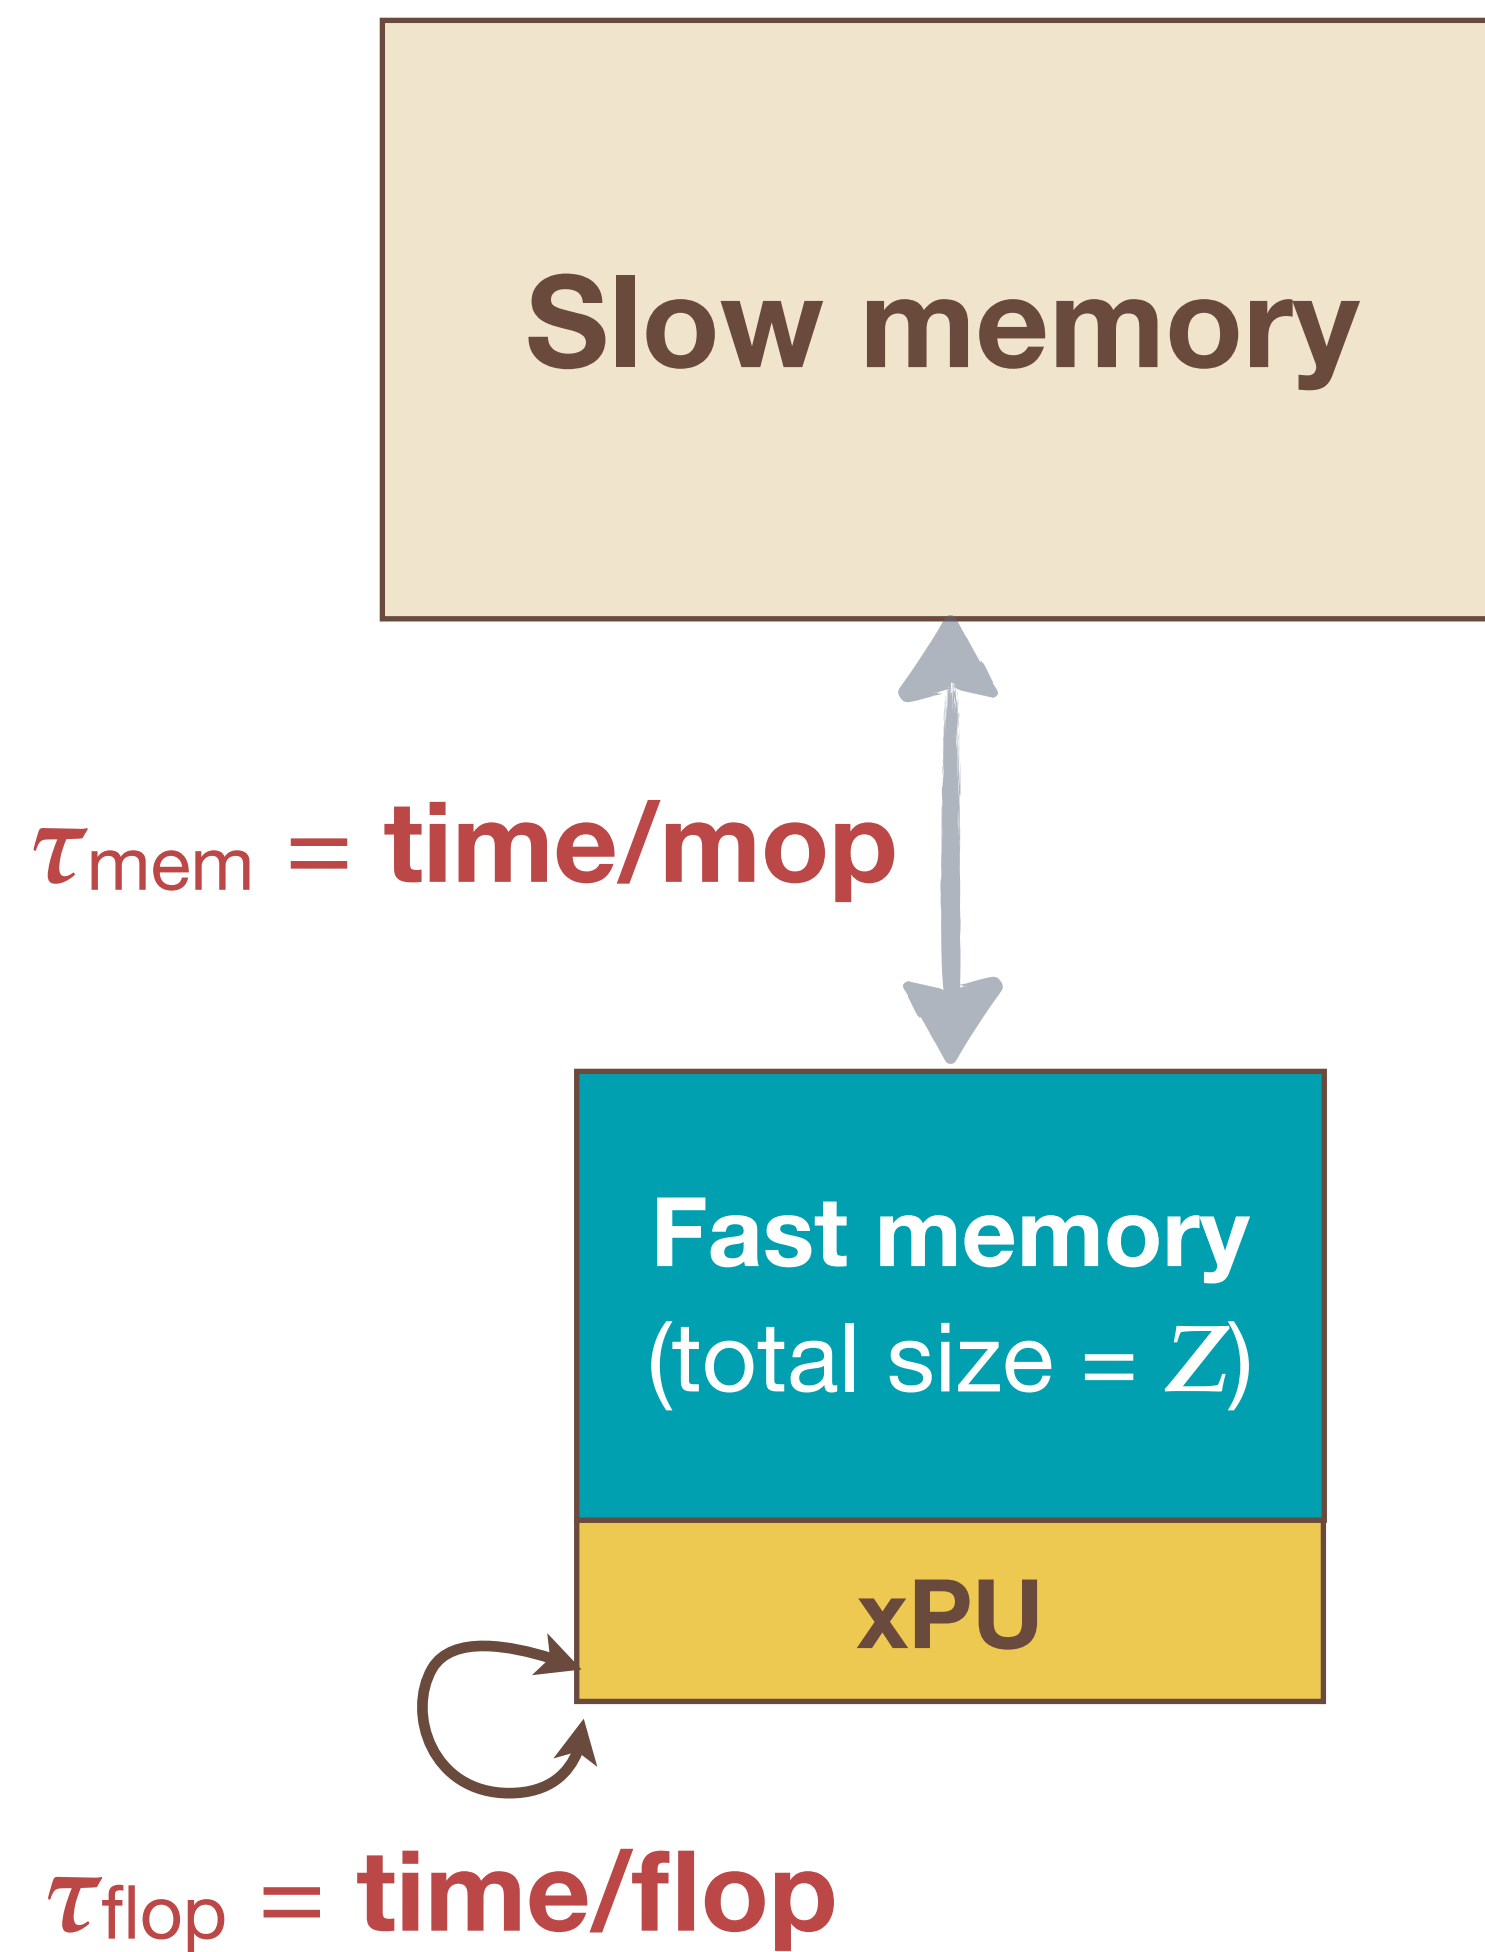 Slow memory
τmem = time/mop
Fast memory
(total size = Z)
xPU
τflop = time/flop